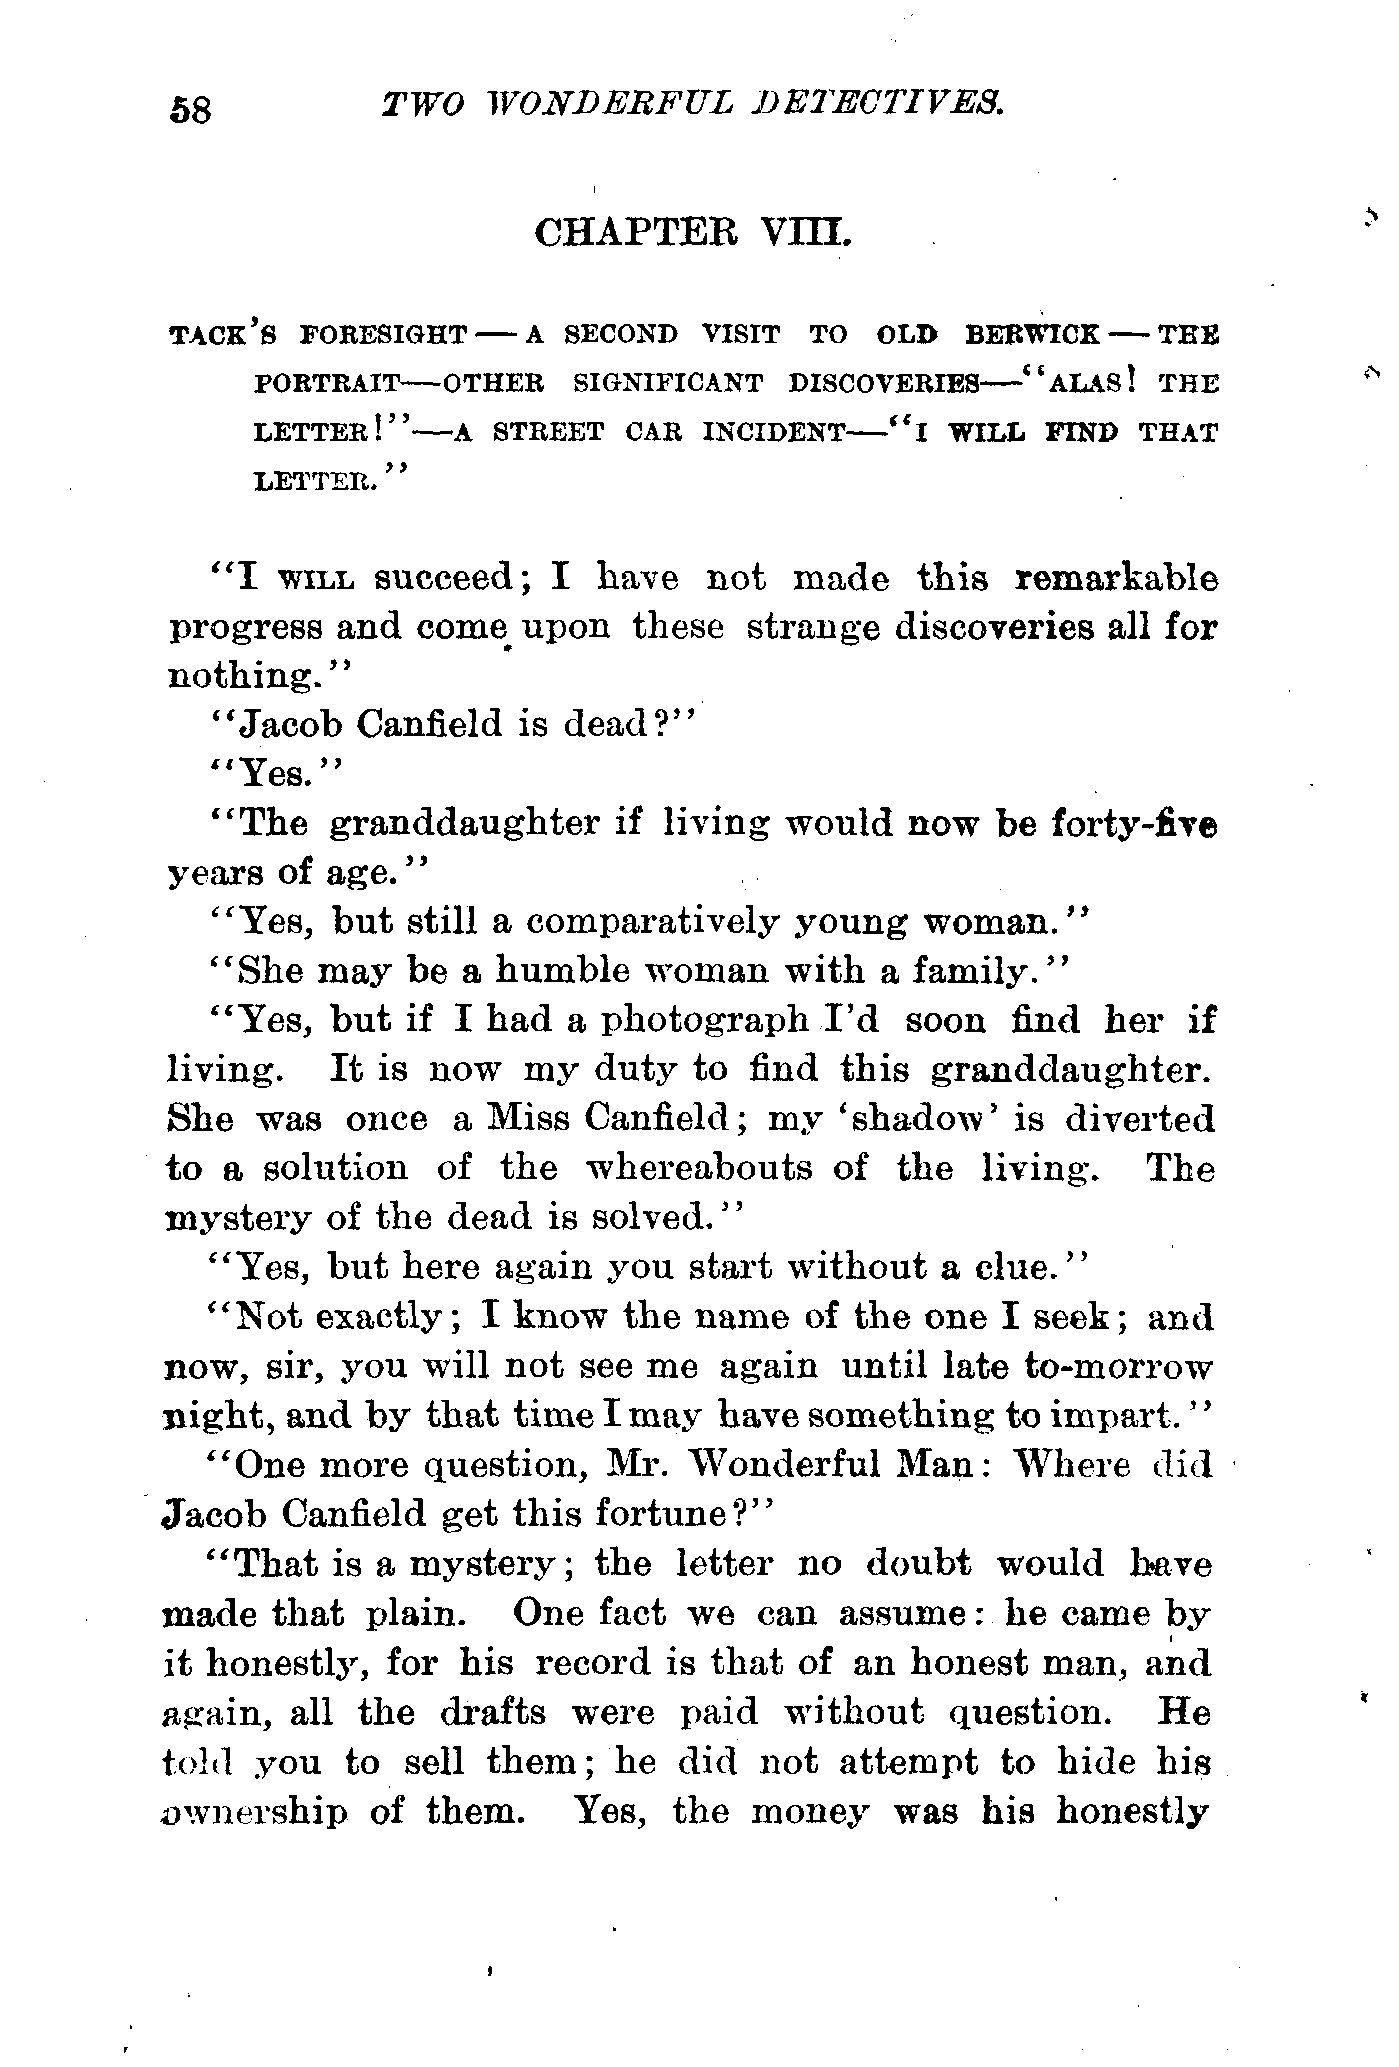 58 TWO WONDERFUL DETECTIVES.
CHAPTER VIII.
TACK'S FORESIGHT — A SECOND VISIT TO OLD BERWICK — THE
PORTRAIT—OTHER SIGNIFICANT DISCOVERIES—"ALAS! THE
LETTER!"—A STREET CAR INCIDENT—"I WILL FIND THAT
LETTER."
"I WILL succeed; I have not made this remarkable
progress and come upon these strange discoveries all for
nothing."
"Jacob Canfield is dead?"
"Yes."
"The granddaughter if living would now be forty-five
years of age."
"Yes, but still a comparatively young woman."
"She may be a humble woman with a family."
"Yes, but if I had a photograph I'd soon find her if
living. It is now my duty to find this granddaughter.
She was once a Miss Canfield; my 'shadow' is diverted
to a solution of the whereabouts of the living. The
mystery of the dead is solved."
"Yes, but here again you start without a clue."
"Not exactly; I know the name of the one I seek; and
now, sir, you will not see me again until late to-morrow
night, and by that time I may have something to impart."
"One more question, Mr. Wonderful Man: Where did
Jacob Canfield get this fortune?"
"That is a mystery; the letter no doubt would have
made that plain. One fact we can assume: he came by
it honestly, for his record is that of an honest man, and
again, all the drafts were paid without question. He
told you to sell them; he did not attempt to hide his
ownership of them. Yes, the money was his honestly